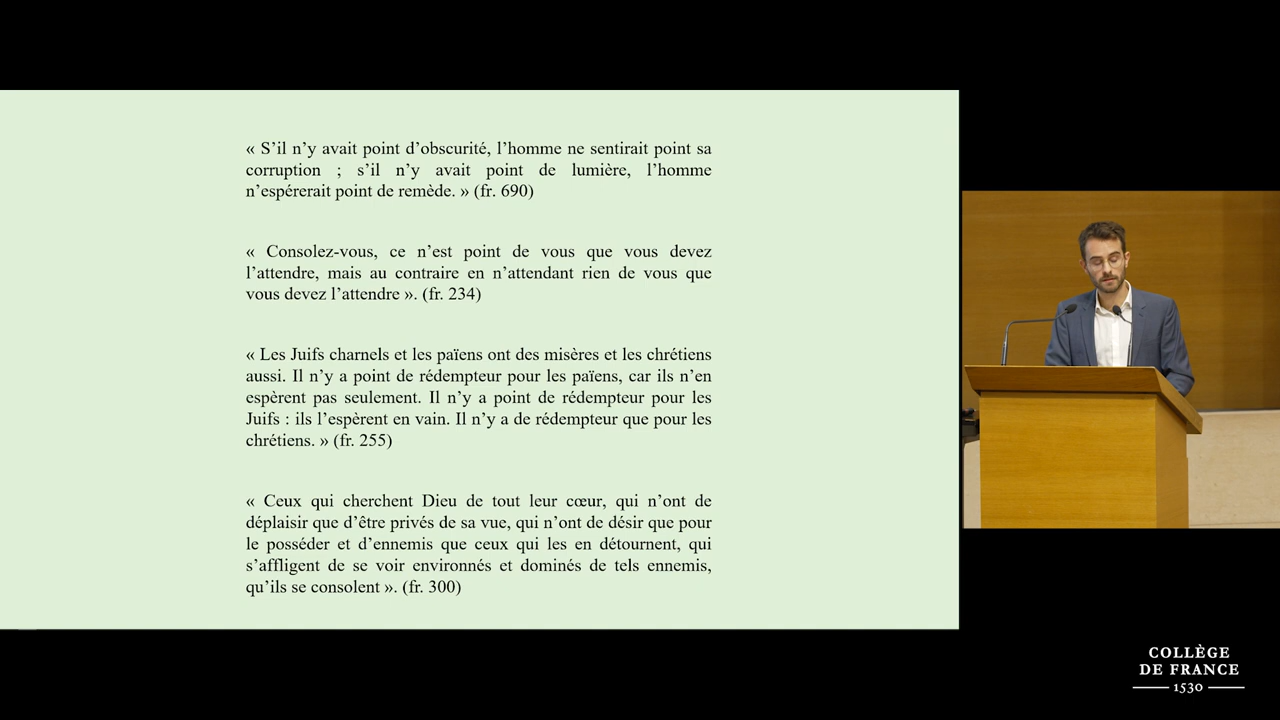 « S’il n’y avait point d’obscurité, l’homme ne sentirait point sa
corruption ; s’il n’y avait point de lumière, l’homme
n’espérerait point de remède. » (fr. 690)
« Consolez-vous, ce n’est point de vous que vous devez
l’attendre, mais au contraire en n’attendant rien de vous que
vous devez l’attendre ». (fr. 234)
« Les Juifs charnels et les païens ont des misères et les chrétiens
aussi. Il n’y a point de rédempteur pour les païens, car ils n’en
espèrent pas seulement. Il n’y a point de rédempteur pour les
Juifs : ils l’espèrent en vain. Il n’y a de rédempteur que pour les
chrétiens. » (fr. 255)
« Ceux qui cherchent Dieu de tout leur cœur, qui n’ont de
déplaisir que d’être privés de sa vue, qui n’ont de désir que pour
le posséder et d’ennemis que ceux qui les en détournent, qui
s’affligent de se voir environnés et dominés de tels ennemis,
qu’ils se consolent ». (fr. 300)
COLLÈGE
DE FRANCE
1530